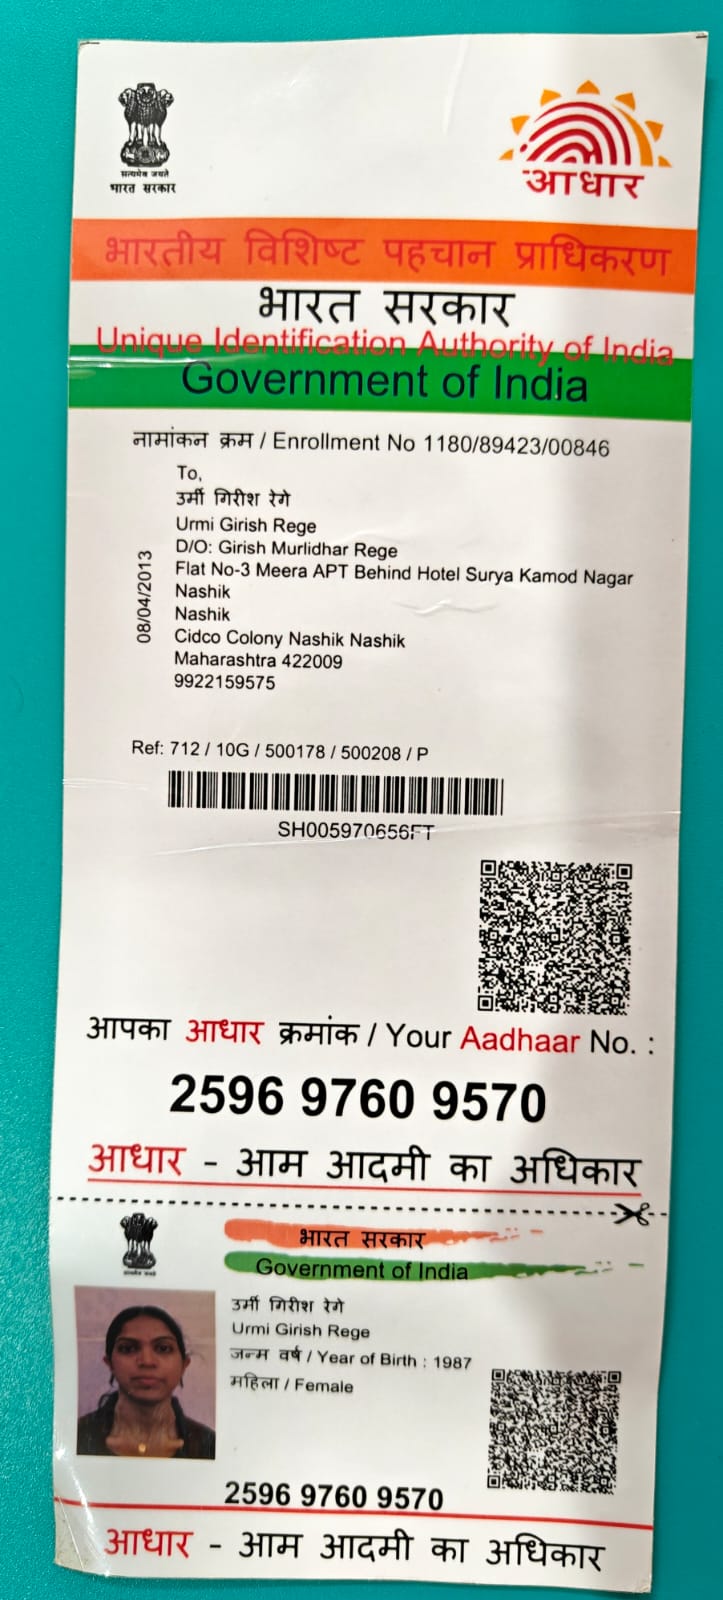 सत्यमेव जयते
भारत सरकार
आधार
भारतीय विशिष्ट पहचान प्राधिकरण
भारत सरकार
Unique Identification Authority of India
Government of India
नामांकन क्रम / Enrollment No 1180/89423/00846
To,
उर्मी गिरीश रेगे
Urmi Girish Rege
D/O: Girish Murlidhar Rege
Flat No-3 Meera APT Behind Hotel Surya Kamod Nagar
Nashik
Nashik
Cidco Colony Nashik Nashik
Maharashtra 422009
9922159575
08/04/2013
Ref: 712 / 10G / 500178 / 500208 / P
SH005970656FT
आपका आधार क्रमांक / Your Aadhaar No. :
2596 9760 9570
आधार - आम आदमी का अधिकार
भारत सरकार
Government of India
उर्मी गिरीश रेगे
Urmi Girish Rege
जन्म वर्ष / Year of Birth : 1987
महिला / Female
2596 9760 9570
आधार - आम आदमी का अधिकार